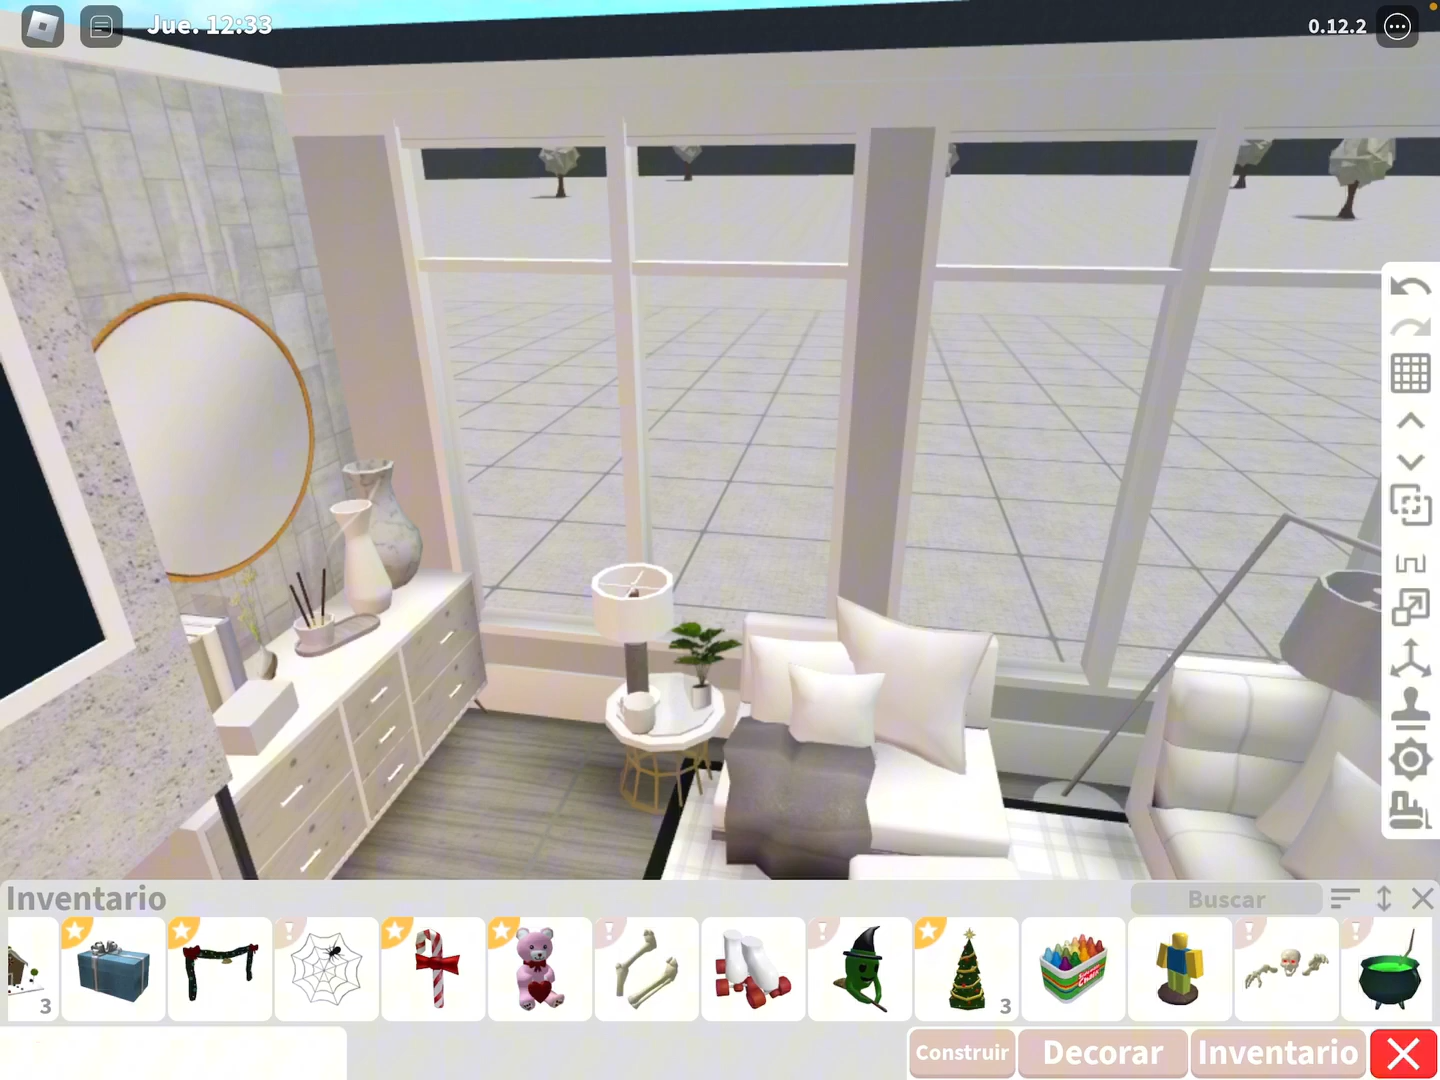 Jue. 12:33
0.12.2
Inventario
Buscar
3
3
Construir
Decorar
Inventario